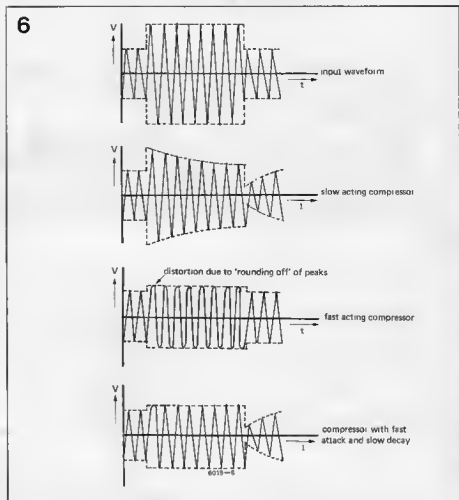 6
V
input waveform
t
V
slow acting compressor
t
distortion due to 'rounding off' of peaks
V
fast acting compressor
t
V
compressor with fast
attack and slow decay
t
6019-6